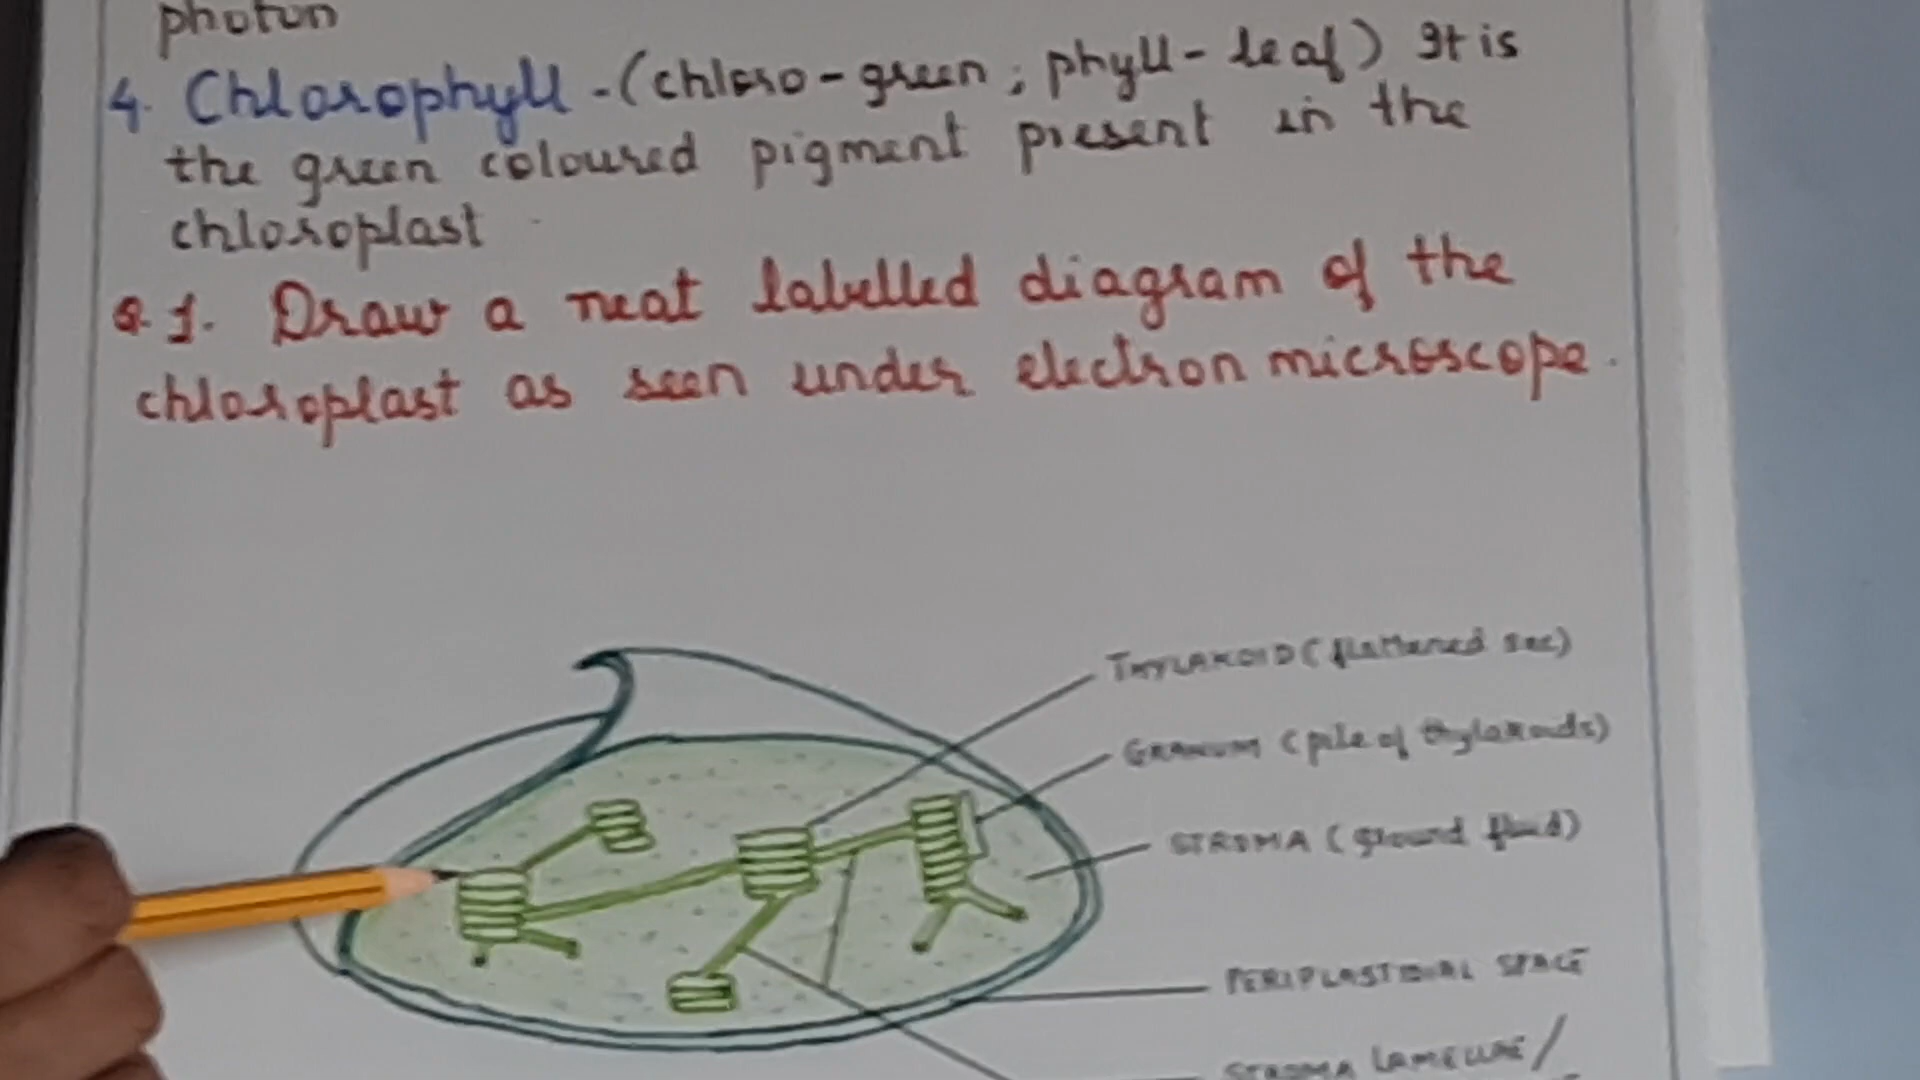 photon
4. Chlorophyll - (chloro - green ; phyll - leaf) It is
the green coloured pigment present in the
chloroplast
Q.1. Draw a neat labelled diagram of the
chloroplast as seen under electron microscope.
THYLAKOID (flattened sac)
GRANUM (pile of thylakoids)
STROMA (ground fluid)
PERIPLASTIDIAL SPACE
STROMA LAMELLAE/